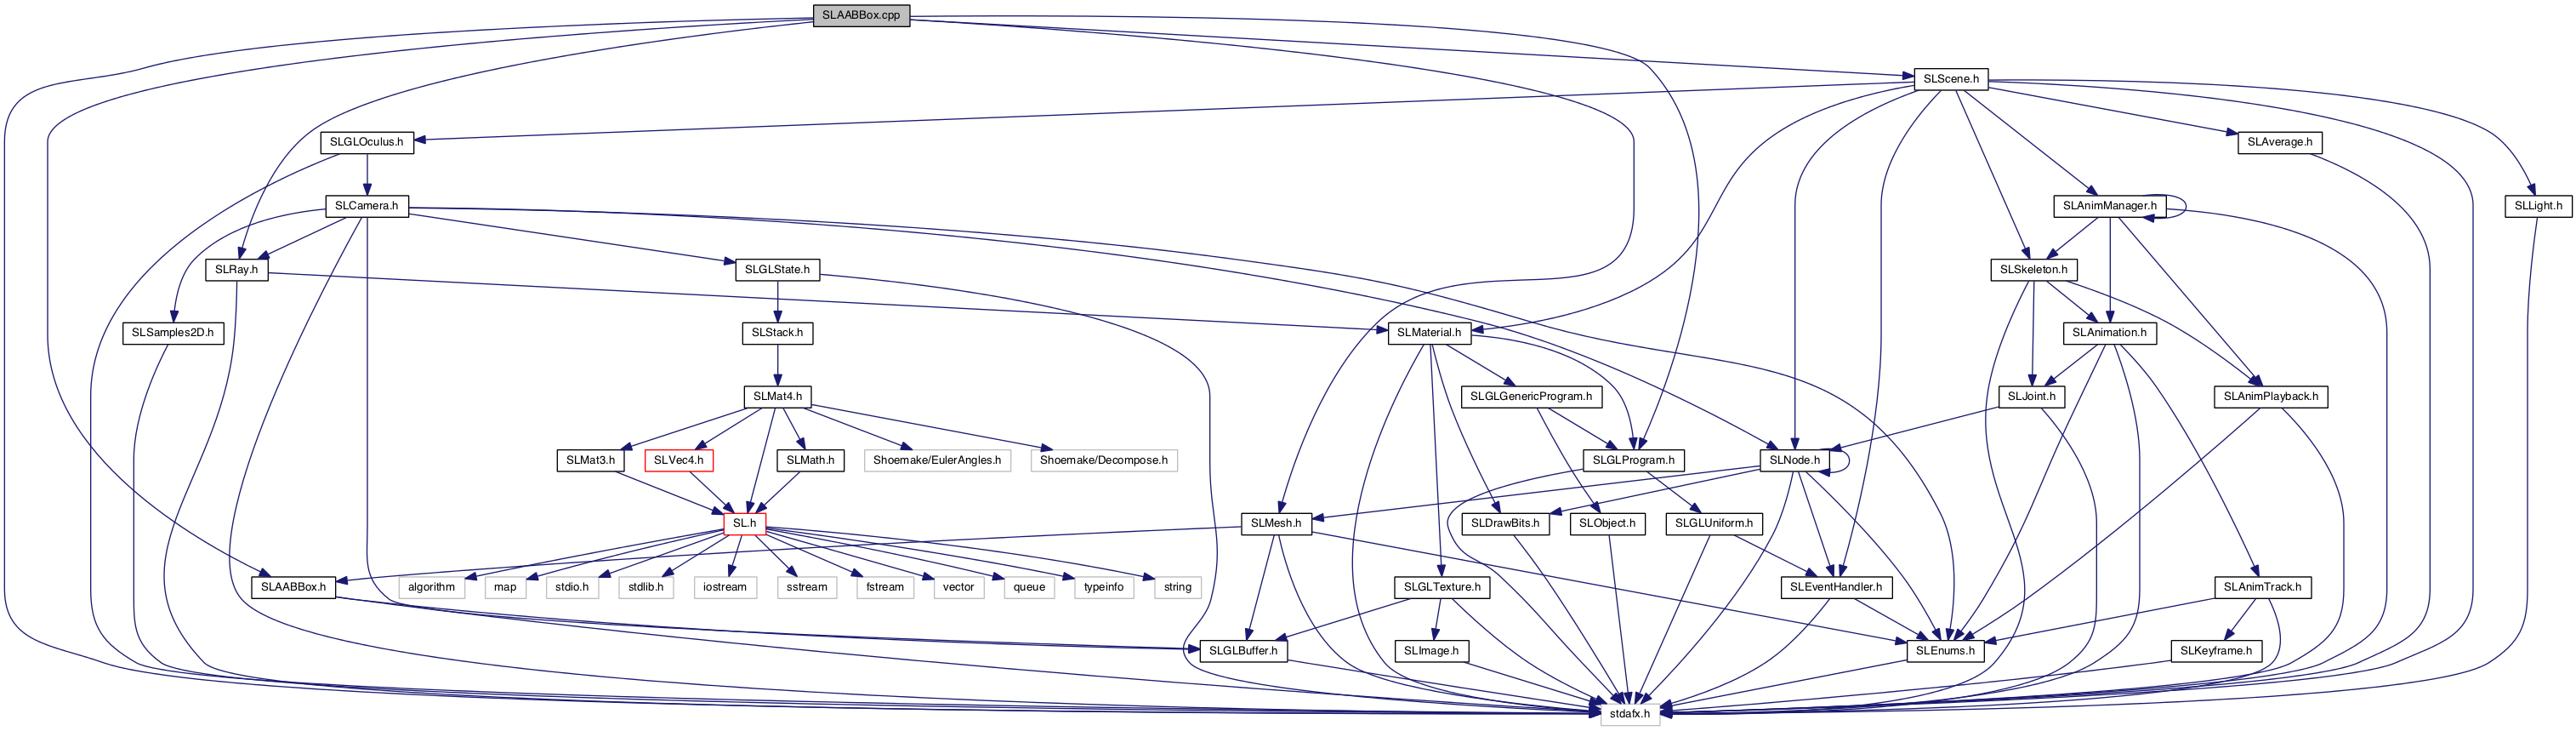 SLAABBox.cpp
SLScene.h
SLGLOculus.h
SLAverage.h
SLCamera.h
SLAnimManager.h
SLLight.h
SLRay.h
SLGLState.h
SLSkeleton.h
SLSamples2D.h
SLStack.h
SLMaterial.h
SLAnimation.h
SLMat4.h
SLGLGenericProgram.h
SLJoint.h
SLAnimPlayback.h
SLMat3.h
SLVec4.h
SLMath.h
Shoemake/EulerAngles.h
Shoemake/Decompose.h
SLGLProgram.h
SLNode.h
SL.h
SLMesh.h
SLDrawBits.h
SLObject.h
SLGLUniform.h
SLAABBox.h
algorithm
map
stdio.h
stdlib.h
iostream
sstream
fstream
vector
queue
typeinfo
string
SLGLTexture.h
SLEventHandler.h
SLAnimTrack.h
SLGLBuffer.h
SLImage.h
SLEnums.h
SLKeyframe.h
stdafx.h